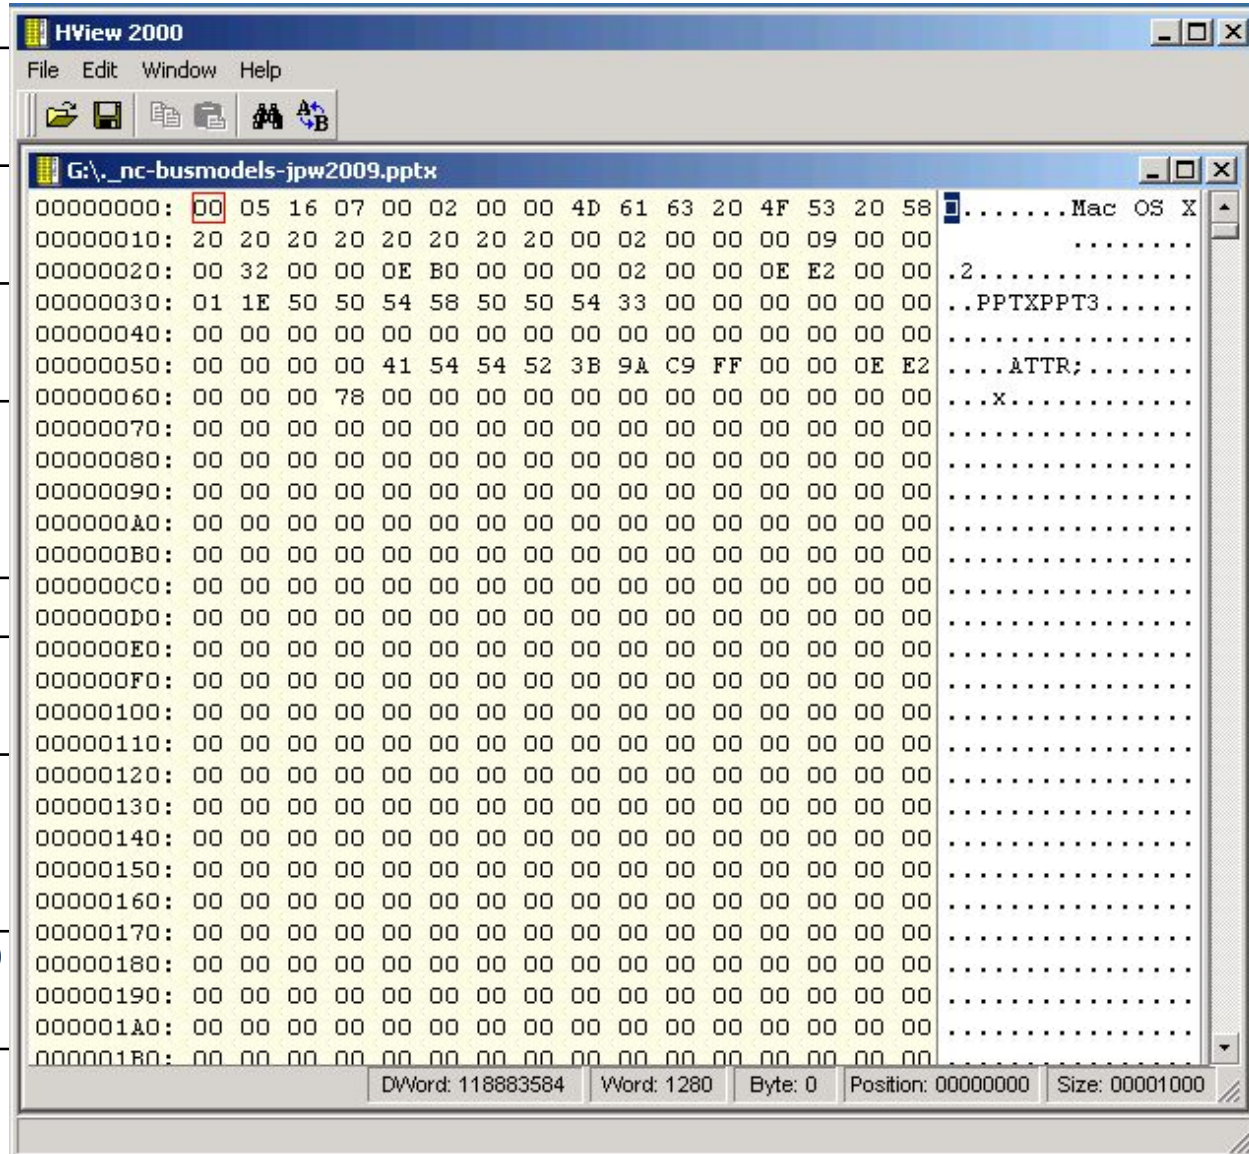 HView 2000
File Edit Window Help
G:\._nc-busmodels-jpw2009.pptx
00000000: 00 05 16 07 00 02 00 00 4D 61 63 20 4F 53 20 58 ........Mac OS X
00000010: 20 20 20 20 20 20 20 20 00 02 00 00 00 09 00 00 ........
00000020: 00 32 00 00 0E B0 00 00 00 02 00 00 0E E2 00 00 .2..............
00000030: 01 1E 50 50 54 58 50 50 54 33 00 00 00 00 00 00 ..PPTXPPT3......
00000040: 00 00 00 00 00 00 00 00 00 00 00 00 00 00 00 00 ................
00000050: 00 00 00 00 41 54 54 52 3B 9A C9 FF 00 00 0E E2 ....ATTR;.......
00000060: 00 00 00 78 00 00 00 00 00 00 00 00 00 00 00 00 ...x............
00000070: 00 00 00 00 00 00 00 00 00 00 00 00 00 00 00 00 ................
00000080: 00 00 00 00 00 00 00 00 00 00 00 00 00 00 00 00 ................
00000090: 00 00 00 00 00 00 00 00 00 00 00 00 00 00 00 00 ................
000000A0: 00 00 00 00 00 00 00 00 00 00 00 00 00 00 00 00 ................
000000B0: 00 00 00 00 00 00 00 00 00 00 00 00 00 00 00 00 ................
000000C0: 00 00 00 00 00 00 00 00 00 00 00 00 00 00 00 00 ................
000000D0: 00 00 00 00 00 00 00 00 00 00 00 00 00 00 00 00 ................
000000E0: 00 00 00 00 00 00 00 00 00 00 00 00 00 00 00 00 ................
000000F0: 00 00 00 00 00 00 00 00 00 00 00 00 00 00 00 00 ................
00000100: 00 00 00 00 00 00 00 00 00 00 00 00 00 00 00 00 ................
00000110: 00 00 00 00 00 00 00 00 00 00 00 00 00 00 00 00 ................
00000120: 00 00 00 00 00 00 00 00 00 00 00 00 00 00 00 00 ................
00000130: 00 00 00 00 00 00 00 00 00 00 00 00 00 00 00 00 ................
00000140: 00 00 00 00 00 00 00 00 00 00 00 00 00 00 00 00 ................
00000150: 00 00 00 00 00 00 00 00 00 00 00 00 00 00 00 00 ................
00000160: 00 00 00 00 00 00 00 00 00 00 00 00 00 00 00 00 ................
00000170: 00 00 00 00 00 00 00 00 00 00 00 00 00 00 00 00 ................
00000180: 00 00 00 00 00 00 00 00 00 00 00 00 00 00 00 00 ................
00000190: 00 00 00 00 00 00 00 00 00 00 00 00 00 00 00 00 ................
000001A0: 00 00 00 00 00 00 00 00 00 00 00 00 00 00 00 00 ................
000001B0: 00 00 00 00 00 00 00 00 00 00 00 00 00 00 00 00 ................
DWord: 118883584 Word: 1280 Byte: 0 Position: 00000000 Size: 00001000